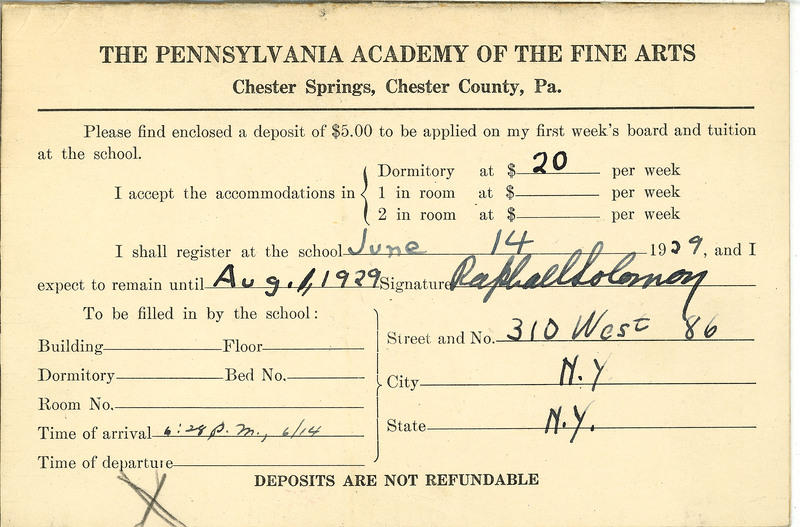 THE PENNSYLVANIA ACADEMY OF THE FINE ARTS
Chester Springs, Chester County, Pa.
Please find enclosed a deposit of $5.00 to be applied on my first week's board and tuition
at the school.
I accept the accommodations in
Dormitory at $ 20 per week
1 in room at $ per week
2 in room at $ per week
I shall register at the school June 14 1929, and I
expect to remain until Aug. 1, 1929 Signature Raphael Solomon
To be filled in by the school:
Building Floor
Dormitory Bed No.
Room No.
Time of arrival 6:28 P.M., 6/14
Time of departure
Street and No. 310 West 86
City N.Y
State N.Y.
DEPOSITS ARE NOT REFUNDABLE
X